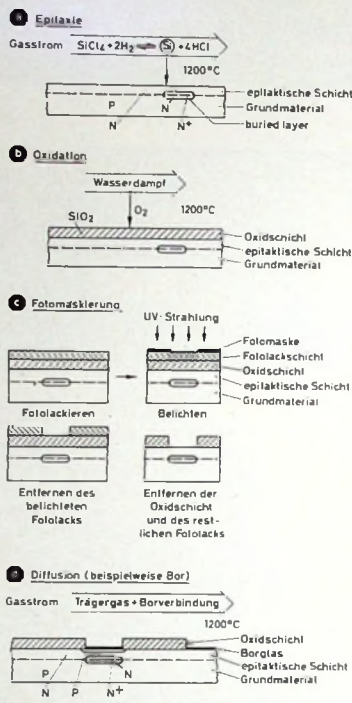 a Epitaxie
Gasstrom SiCl4 + 2H2 ⇌ Si + 4HCl
1200°C
epitaktische Schicht
P N Grundmaterial
N N+ buried layer
b Oxidation
Wasserdampf
SiO2 O2 1200°C
Oxidschicht
epitaktische Schicht
Grundmaterial
c Fotomaskierung
UV-Strahlung
Fotomaske
Fotolackschicht
Oxidschicht
epitaktische Schicht
Grundmaterial
Fotolackieren Belichten
Entfernen des
belichteten
Fotolacks
Entfernen der
Oxidschicht
und des rest-
lichen Fotolacks
Diffusion (beispielweise Bor)
Gasstrom Trägergas + Borverbindung
1200°C
Oxidschicht
Borglas
epitaktische Schicht
P N Grundmaterial
N P N+